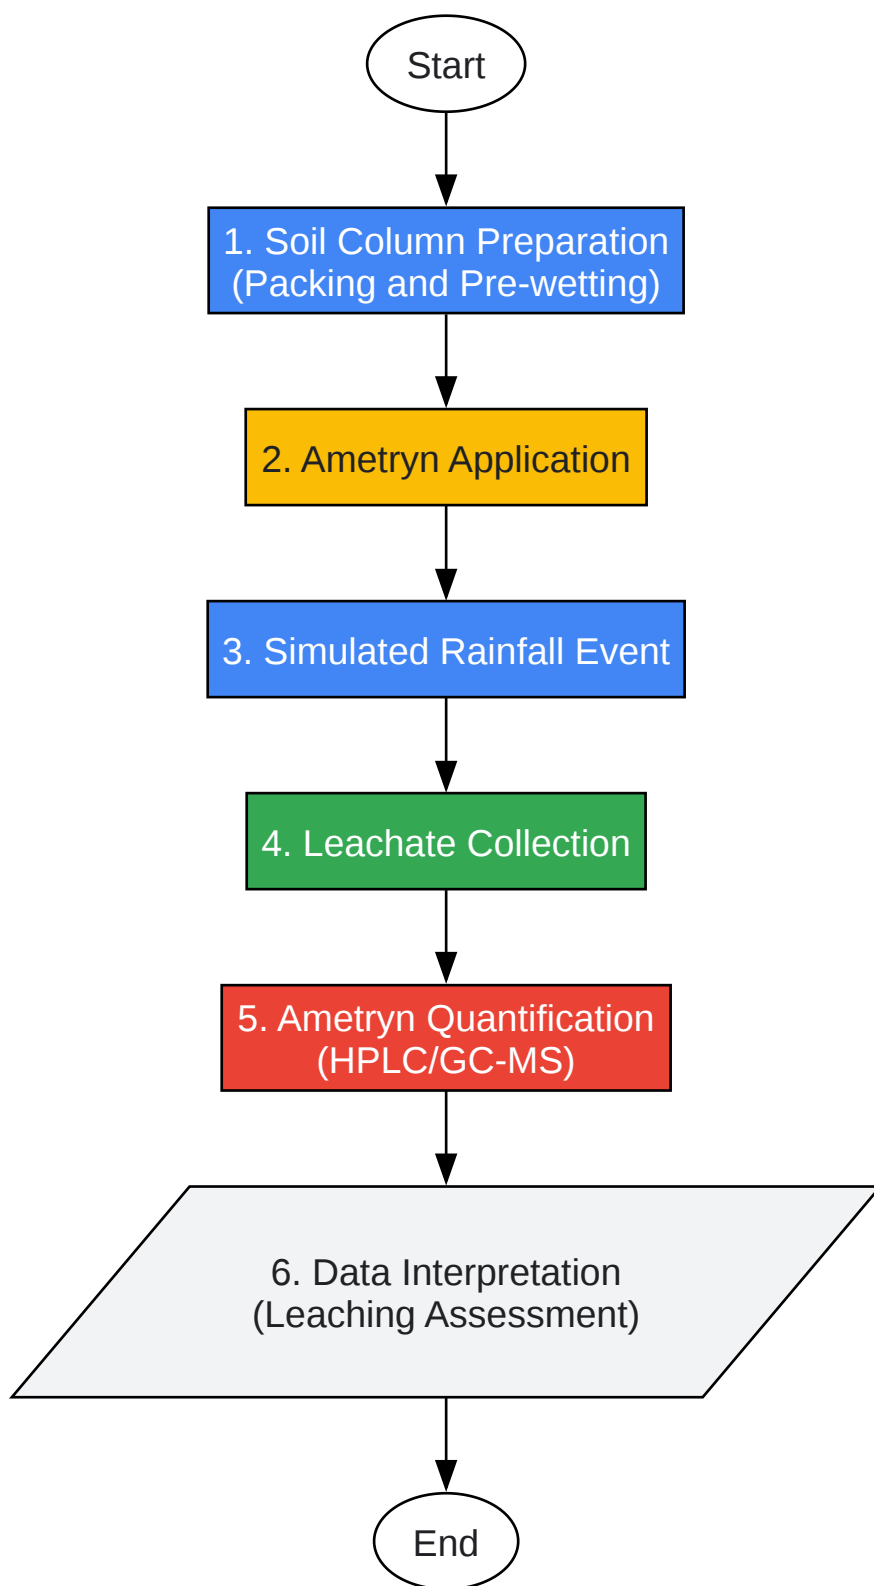 Start
1. Soil Column Preparation
(Packing and Pre-wetting)
2. Ametryn Application
3. Simulated Rainfall Event
4. Leachate Collection
5. Ametryn Quantification
(HPLC/GC-MS)
6. Data Interpretation
(Leaching Assessment)
End